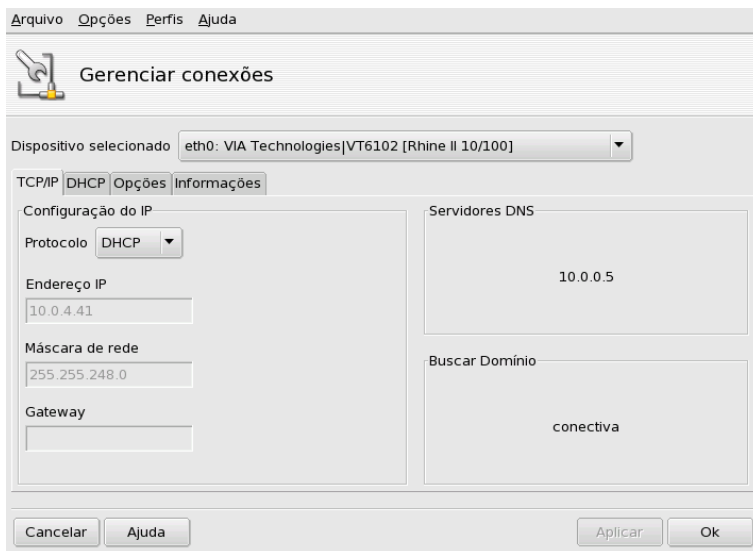 Arquivo Opções Perfis Ajuda
Gerenciar conexões
Dispositivo selecionado eth0: VIA Technologies|VT6102 [Rhine II 10/100]
TCP/IP DHCP Opções Informações
Configuração do IP
Protocolo DHCP
Endereço IP
10.0.4.41
Máscara de rede
255.255.248.0
Gateway
Servidores DNS
10.0.0.5
Buscar Domínio
conectiva
Cancelar Ajuda Aplicar Ok